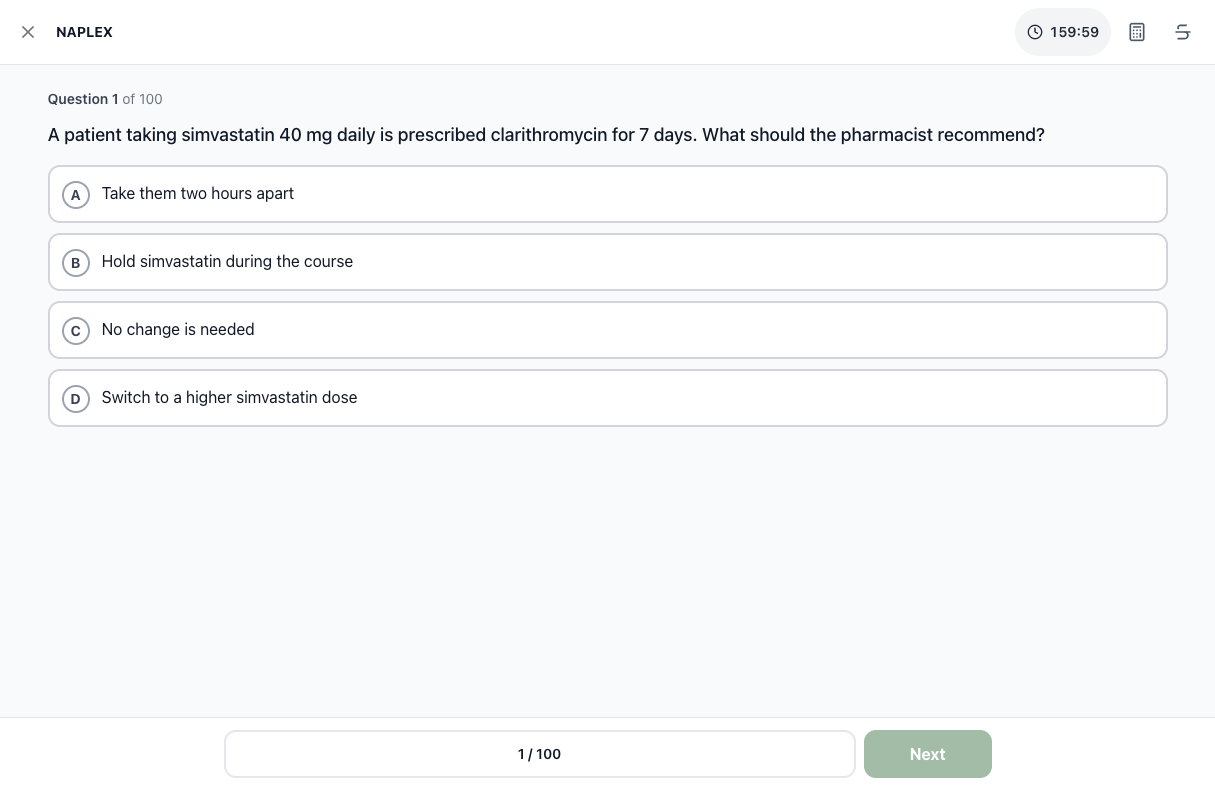 NAPLEX
159:59
Question 1 of 100
A patient taking simvastatin 40 mg daily is prescribed clarithromycin for 7 days. What should the pharmacist recommend?
A Take them two hours apart
B Hold simvastatin during the course
C No change is needed
D Switch to a higher simvastatin dose
1 / 100
Next